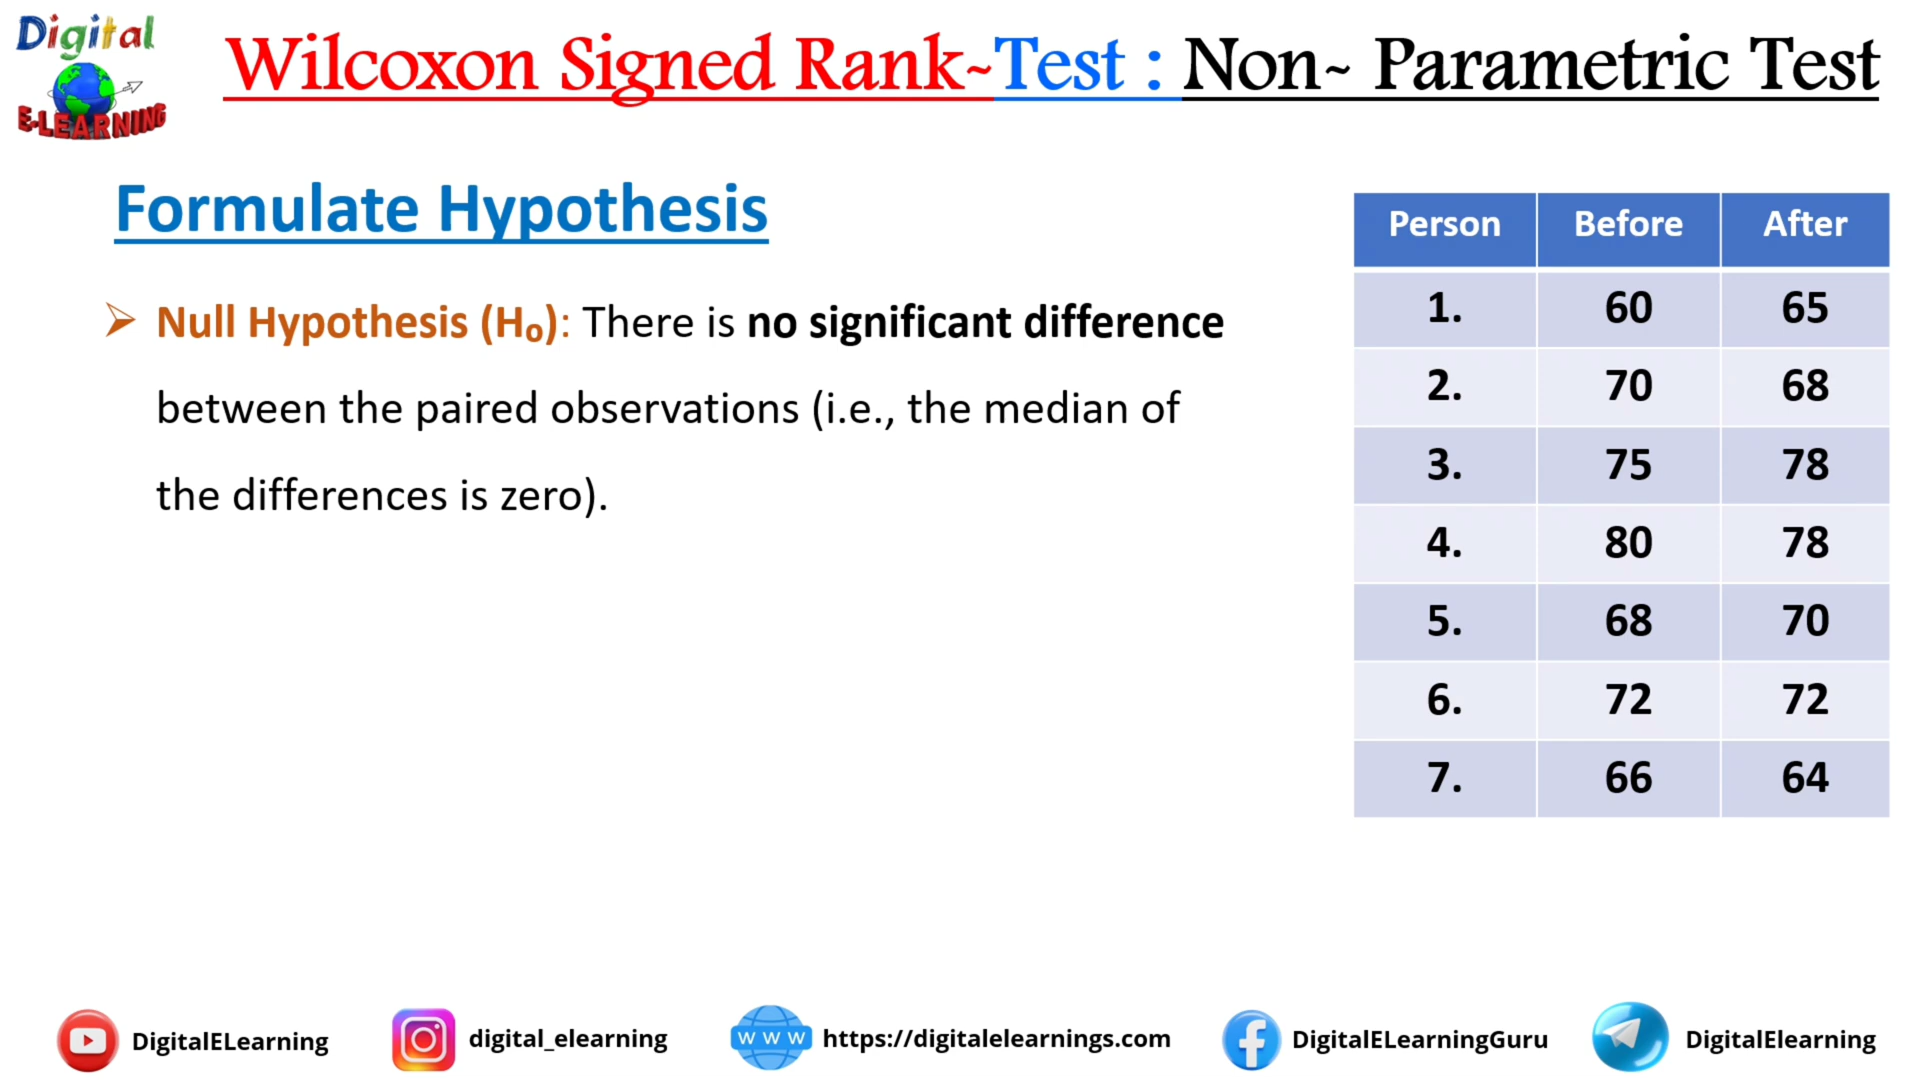 Digital
E-LEARNING
Wilcoxon Signed Rank-Test : Non- Parametric Test
Formulate Hypothesis
➢ Null Hypothesis (H₀): There is no significant difference
between the paired observations (i.e., the median of
the differences is zero).
Person Before After
1. 60 65
2. 70 68
3. 75 78
4. 80 78
5. 68 70
6. 72 72
7. 66 64
DigitalELearning
digital_elearning
W W W
https://digitalelearnings.com
DigitalELearningGuru
DigitalElearning